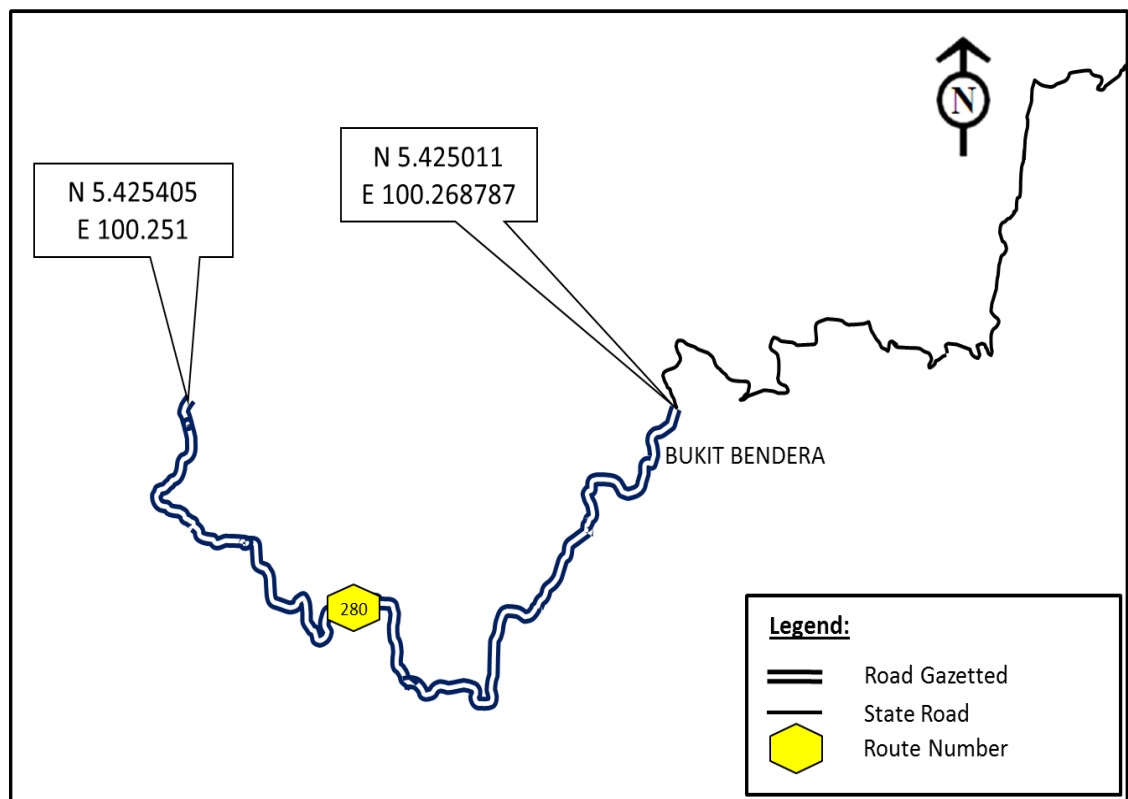 N
N 5.425011
E 100.268787
N 5.425405
E 100.251
BUKIT BENDERA
280
Legend:
Road Gazetted
State Road
Route Number